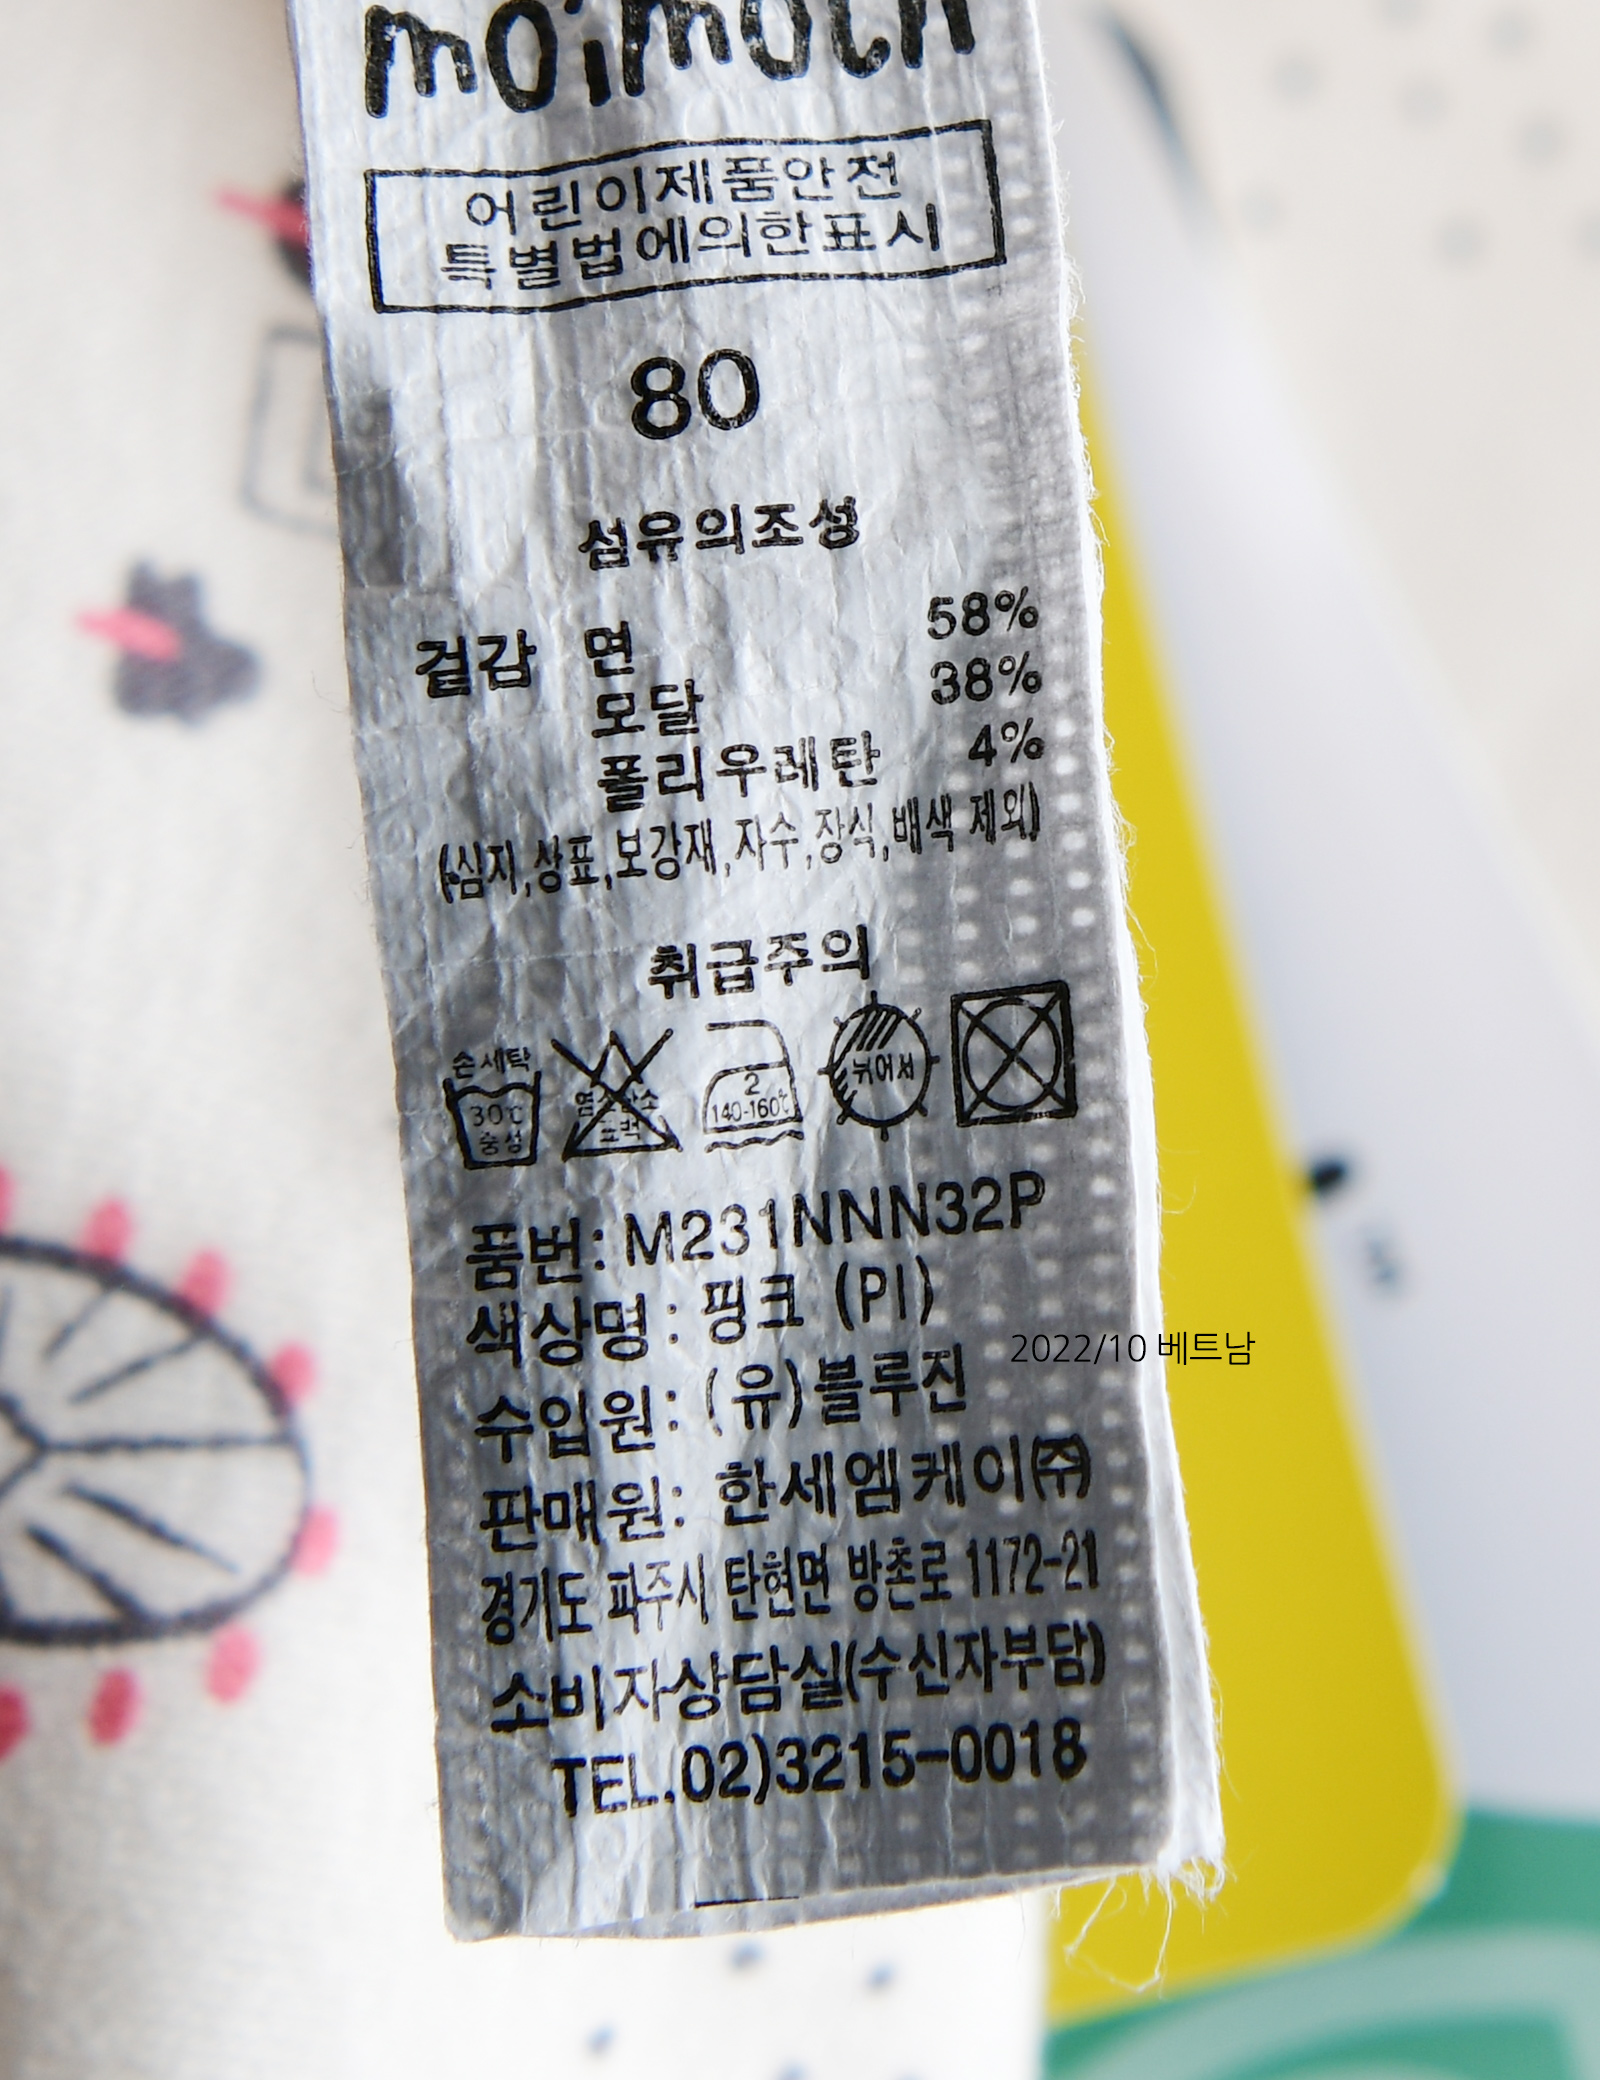 moimoln
어린이제품안전
특별법에의한표시
80
섬유의조성
겉감 면 58%
모달 38%
폴리우레탄 4%
(심지,상표,보강재,자수,장식,배색 제외)
취급주의
손세탁
30℃
중성
염소산소
표백
2
140-160℃
뉘어서
품번: M231NNN32P
색상명: 핑크 (PI)
2022/10 베트남
수입원: (유)블루진
판매원: 한세엠케이㈜
경기도 파주시 탄현면 방촌로 1172-21
소비자상담실(수신자부담)
TEL.02)3215-0018